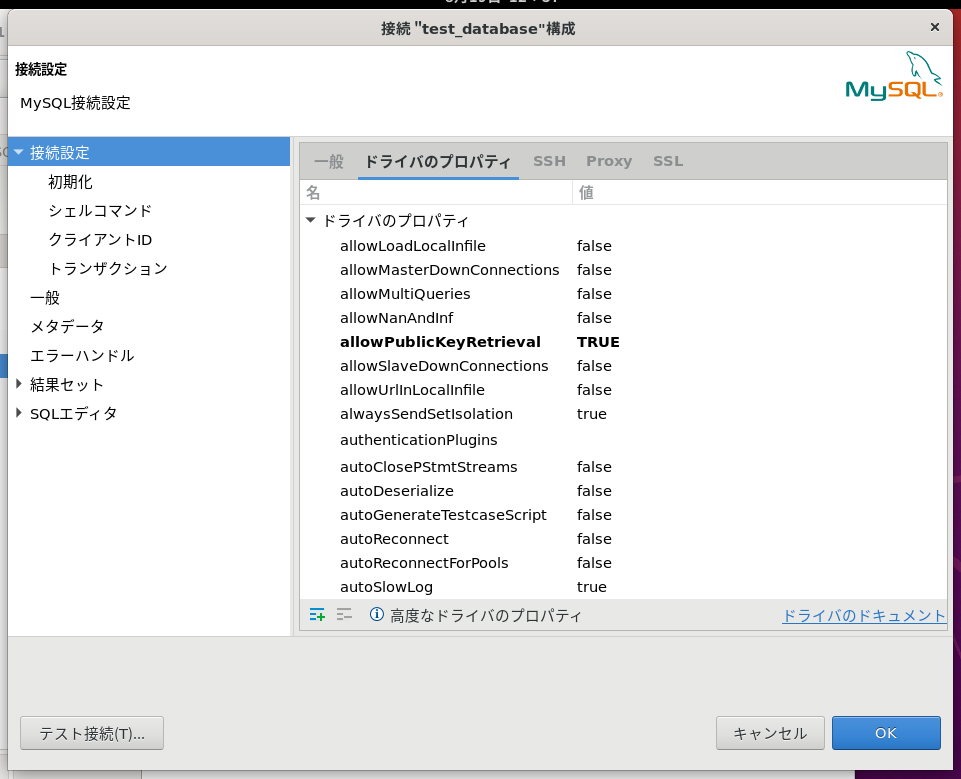 接続 "test_database"構成
接続設定
MySQL接続設定
MySQL
接続設定
初期化
シェルコマンド
クライアントID
トランザクション
一般
メタデータ
エラーハンドル
結果セット
SQLエディタ
一般 ドライバのプロパティ SSH Proxy SSL
名 値
ドライバのプロパティ
allowLoadLocalInfile false
allowMasterDownConnections false
allowMultiQueries false
allowNanAndInf false
allowPublicKeyRetrieval TRUE
allowSlaveDownConnections false
allowUrlInLocalInfile false
alwaysSendSetIsolation true
authenticationPlugins
autoClosePStmtStreams false
autoDeserialize false
autoGenerateTestcaseScript false
autoReconnect false
autoReconnectForPools false
autoSlowLog true
高度なドライバのプロパティ ドライバのドキュメント
テスト接続(T)... キャンセル OK